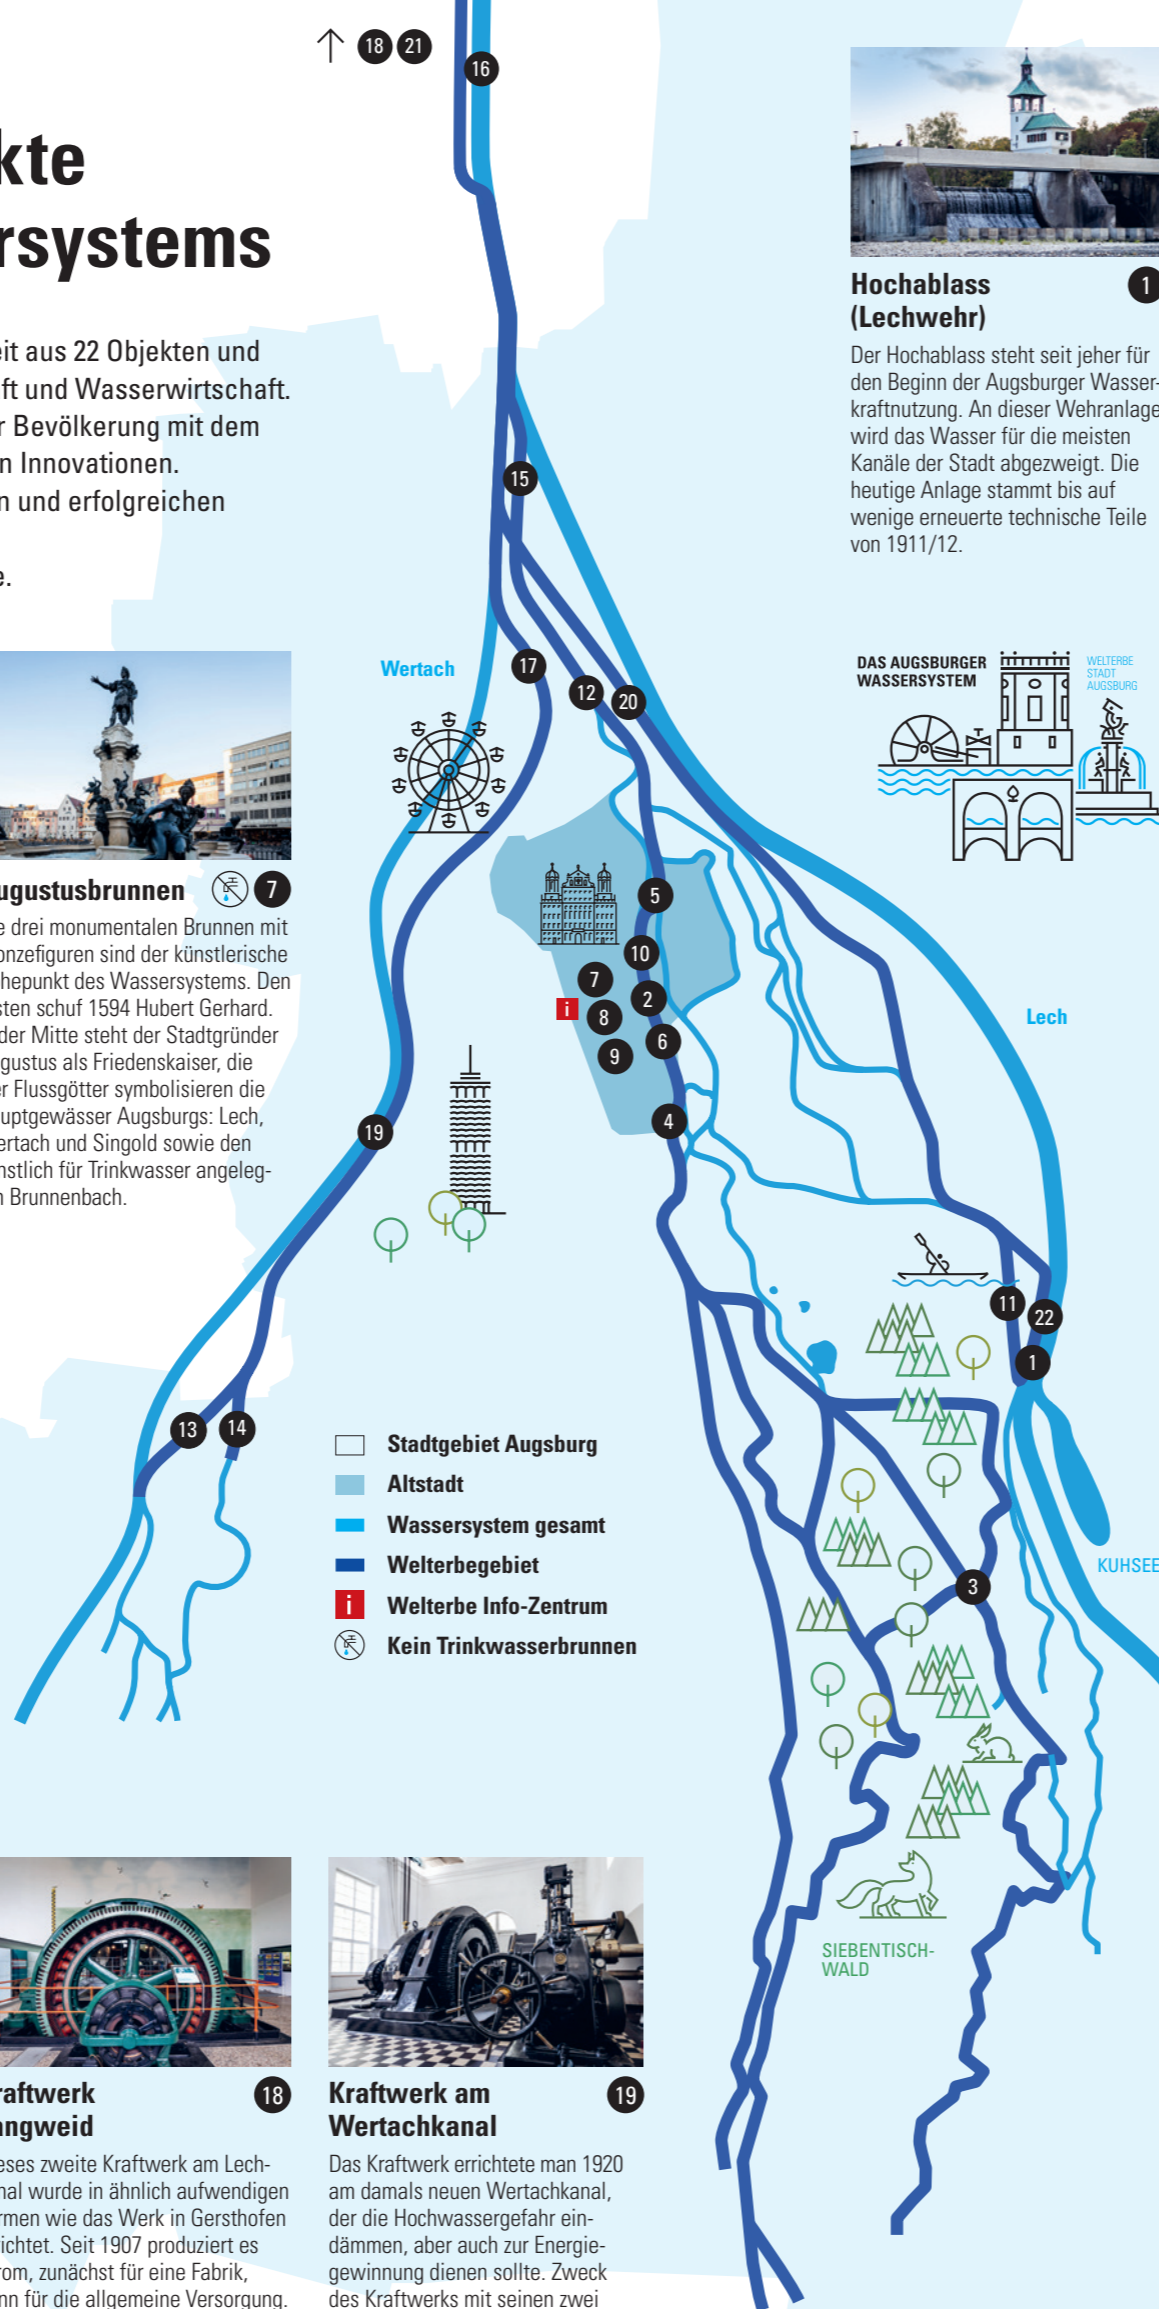 18 21
16
kte
rsystems
eit aus 22 Objekten und
ft und Wasserwirtschaft.
r Bevölkerung mit dem
n Innovationen.
n und erfolgreichen
e.
Hochablass 1
(Lechwehr)
Der Hochablass steht seit jeher für
den Beginn der Augsburger Wasser-
kraftnutzung. An dieser Wehranlage
wird das Wasser für die meisten
Kanäle der Stadt abgezweigt. Die
heutige Anlage stammt bis auf
wenige erneuerte technische Teile
von 1911/12.
DAS AUGSBURGER
WASSERSYSTEM
WELTERBE
STADT
AUGSBURG
ugustusbrunnen 7
e drei monumentalen Brunnen mit
onzefiguren sind der künstlerische
hepunkt des Wassersystems. Den
sten schuf 1594 Hubert Gerhard.
der Mitte steht der Stadtgründer
gustus als Friedenskaiser, die
er Flussgötter symbolisieren die
uptgewässer Augsburgs: Lech,
ertach und Singold sowie den
nstlich für Trinkwasser angeleg-
n Brunnenbach.
15
Wertach
17
12
20
5
10
7
2
i
8
6
9
Lech
4
19
11
22
1
13
14
3
KUHSEE
SIEBENTISCH-
WALD
Stadtgebiet Augsburg
Altstadt
Wassersystem gesamt
Welterbegebiet
i Welterbe Info-Zentrum
Kein Trinkwasserbrunnen
raftwerk 18
angweid
eses zweite Kraftwerk am Lech-
nal wurde in ähnlich aufwendigen
rmen wie das Werk in Gersthofen
richtet. Seit 1907 produziert es
rom, zunächst für eine Fabrik,
nn für die allgemeine Versorgung.
Kraftwerk am 19
Wertachkanal
Das Kraftwerk errichtete man 1920
am damals neuen Wertachkanal,
der die Hochwassergefahr ein-
dämmen, aber auch zur Energie-
gewinnung dienen sollte. Zweck
des Kraftwerks mit seinen zwei